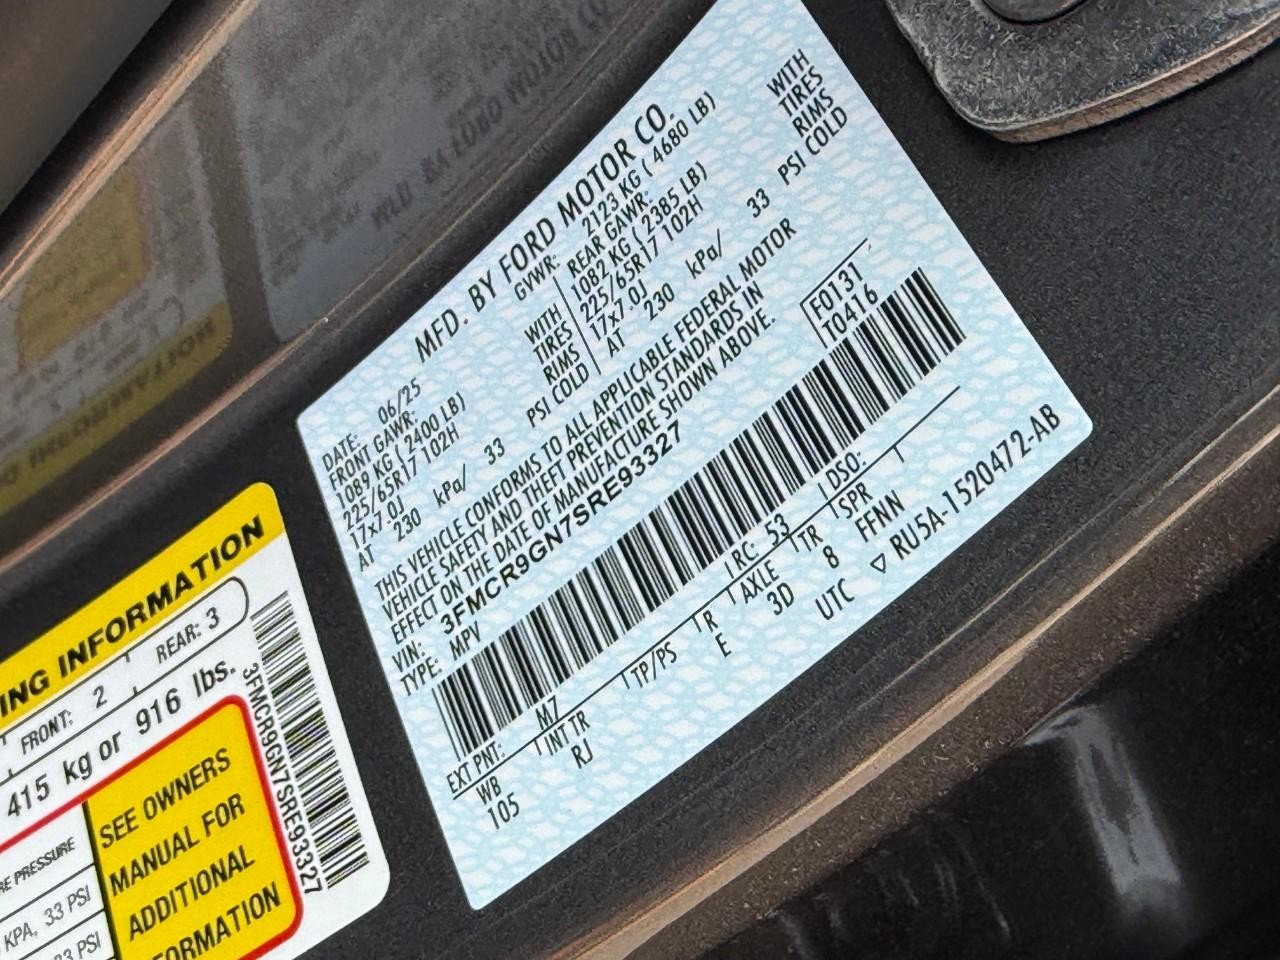 MFD. BY FORD MOTOR CO.
DATE: 06/25 GVWR: 2123 KG ( 4680 LB)
FRONT GAWR: REAR GAWR:
1089 KG ( 2400 LB) WITH 1082 KG ( 2385 LB) WITH
225/65R17 102H TIRES 225/65R17 102H TIRES
17x7.0J RIMS 17x7.0J RIMS
AT 230 kPa/ 33 PSI COLD AT 230 kPa/ 33 PSI COLD
THIS VEHICLE CONFORMS TO ALL APPLICABLE FEDERAL MOTOR
VEHICLE SAFETY AND THEFT PREVENTION STANDARDS IN
EFFECT ON THE DATE OF MANUFACTURE SHOWN ABOVE.
VIN: 3FMCR9GN7SRE93327 F0131
TYPE: MPV T0416
EXT PNT: M7 RC: 53 DSO:
WB INT TR TP/PS R AXLE TR SPR
105 RJ E 3D 8 FFNN
UTC ▽ RU5A-1520472-AB
ING INFORMATION
FRONT: 2 REAR: 3
415 kg or 916 lbs.
3FMCR9GN7SRE93327
RE PRESSURE
KPA, 33 PSI
33 PSI
SEE OWNERS
MANUAL FOR
ADDITIONAL
FORMATION